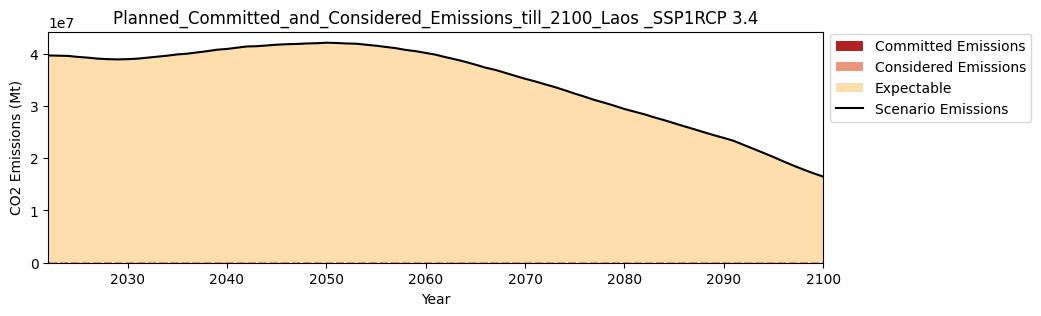 Planned_Committed_and_Considered_Emissions_till_2100_Laos _SSP1RCP 3.4
1e7
4
3
2
1
0
CO2 Emissions (Mt)
2030 2040 2050 2060 2070 2080 2090 2100
Year
Committed Emissions
Considered Emissions
Expectable
Scenario Emissions